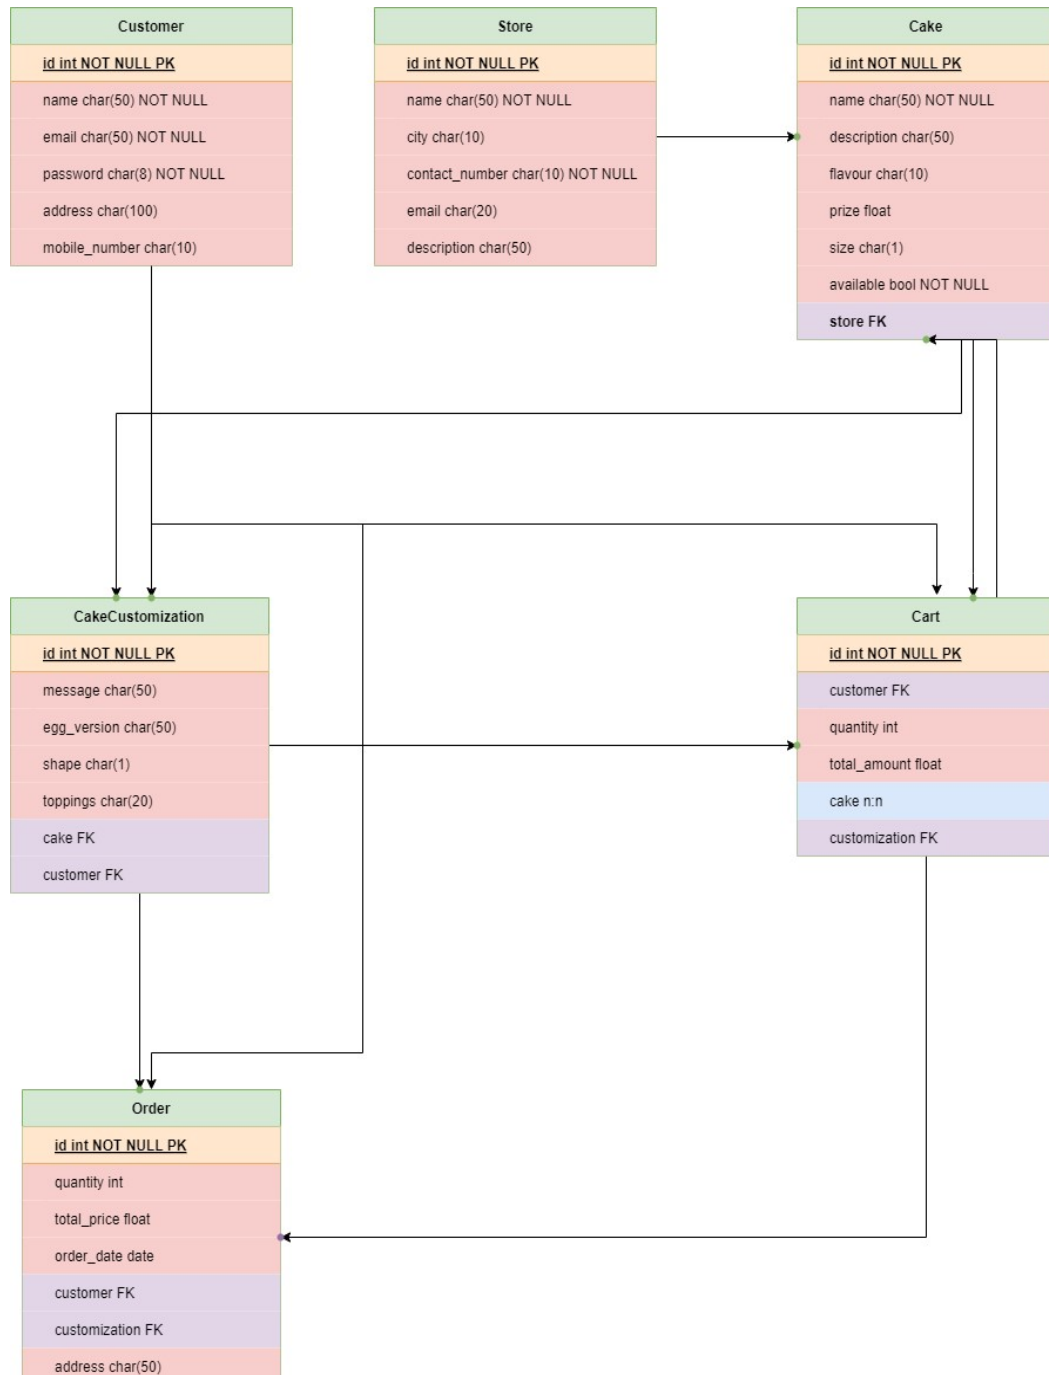 Customer
id int NOT NULL PK
name char(50) NOT NULL
email char(50) NOT NULL
password char(8) NOT NULL
address char(100)
mobile_number char(10)
Store
id int NOT NULL PK
name char(50) NOT NULL
city char(10)
contact_number char(10) NOT NULL
email char(20)
description char(50)
Cake
id int NOT NULL PK
name char(50) NOT NULL
description char(50)
flavour char(10)
prize float
size char(1)
available bool NOT NULL
store FK
CakeCustomization
id int NOT NULL PK
message char(50)
egg_version char(50)
shape char(1)
toppings char(20)
cake FK
customer FK
Cart
id int NOT NULL PK
customer FK
quantity int
total_amount float
cake n:n
customization FK
Order
id int NOT NULL PK
quantity int
total_price float
order_date date
customer FK
customization FK
address char(50)